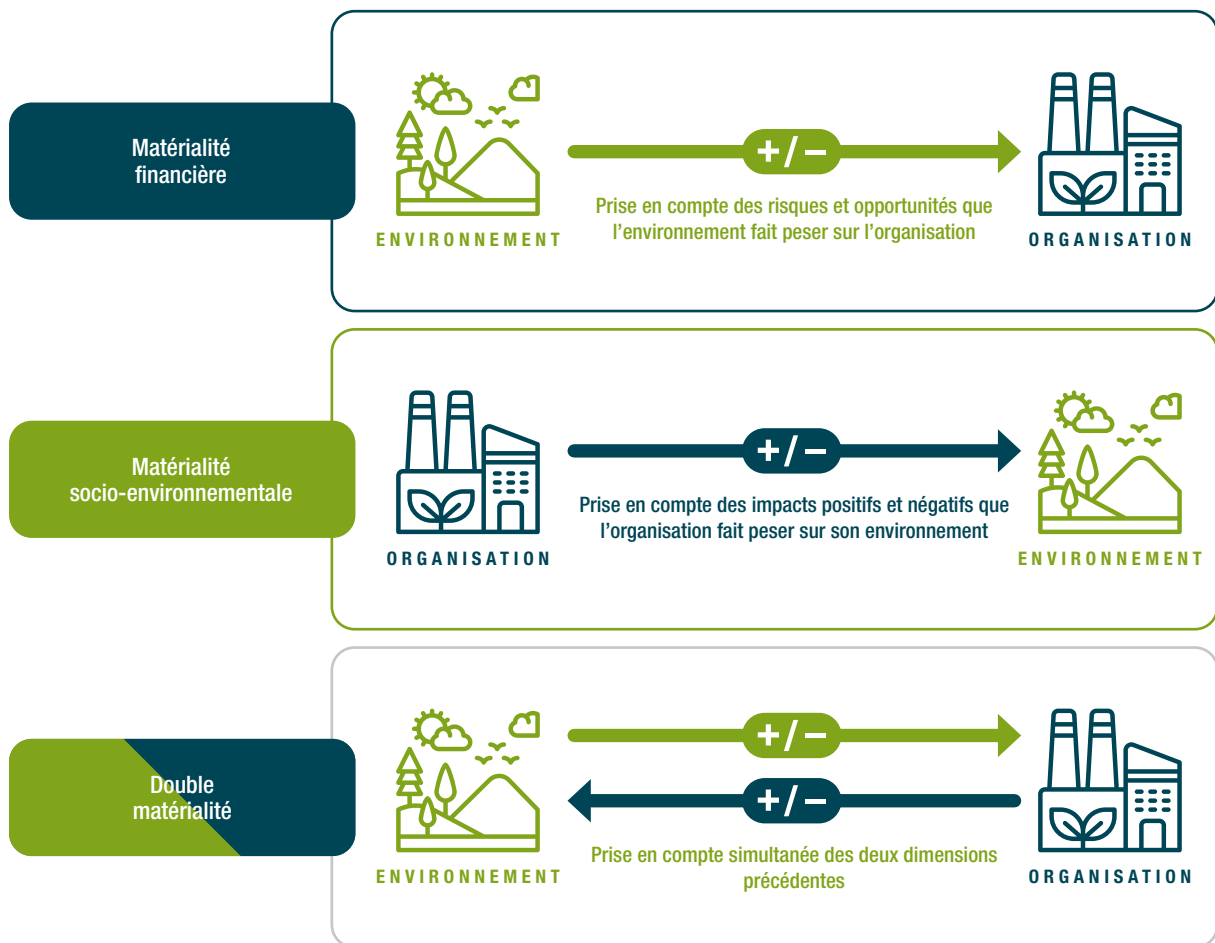 Matérialité
financière
ENVIRONNEMENT
+/−
Prise en compte des risques et opportunités que
l’environnement fait peser sur l’organisation
ORGANISATION
Matérialité
socio-environnementale
ORGANISATION
+/−
Prise en compte des impacts positifs et négatifs que
l’organisation fait peser sur son environnement
ENVIRONNEMENT
Double
matérialité
ENVIRONNEMENT
+/−
+/−
Prise en compte simultanée des deux dimensions
précédentes
ORGANISATION